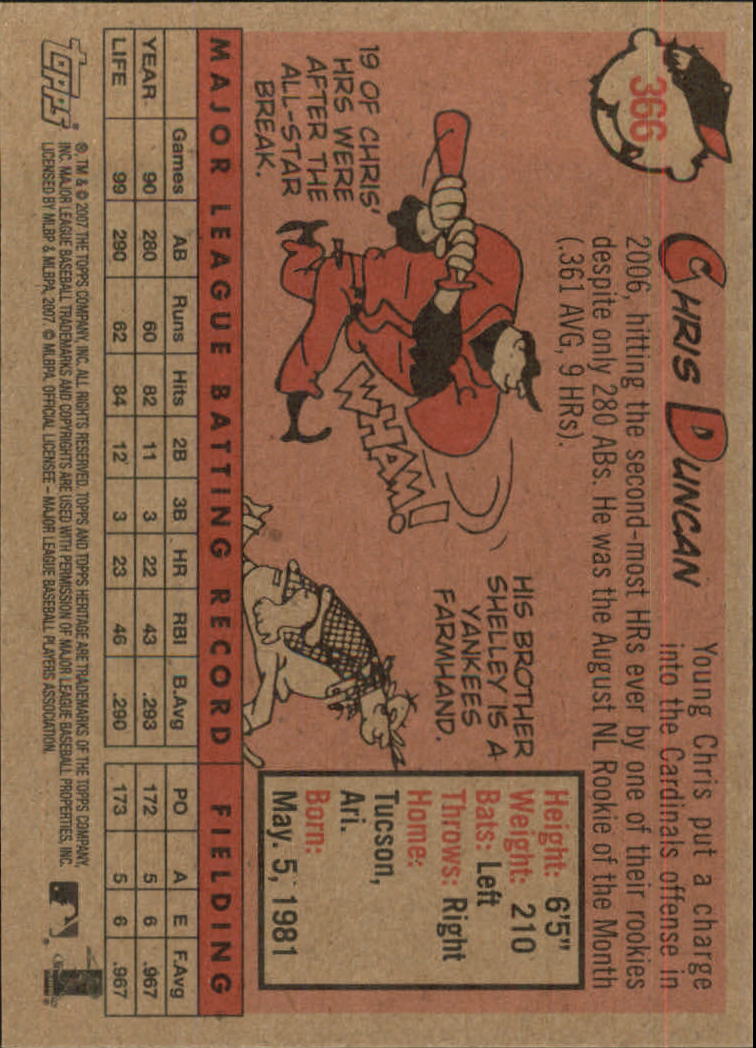 366
CHRIS DUNCAN
Young Chris put a charge
into the Cardinals offense in
2006, hitting the second-most HRs ever by one of their rookies
despite only 280 ABs. He was the August NL Rookie of the Month
(.361 AVG, 9 HRs).
19 OF CHRIS'
HRS WERE
AFTER THE
ALL-STAR
BREAK.
WHAM!
HIS BROTHER
SHELLEY IS A
YANKEES
FARMHAND.
Height: 6'5"
Weight: 210
Bats: Left
Throws: Right
Home:
Tucson,
Ari.
Born:
May. 5, 1981
MAJOR LEAGUE BATTING RECORD FIELDING
Games AB Runs Hits 2B 3B HR RBI B.Avg PO A E F.Avg
YEAR 90 280 60 82 11 3 22 43 .293 172 5 6 .967
LIFE 99 290 62 84 12 3 23 46 .290 173 5 6 .967
TOPPS
®, TM & © 2007 THE TOPPS COMPANY, INC. ALL RIGHTS RESERVED. TOPPS AND TOPPS HERITAGE ARE TRADEMARKS OF THE TOPPS COMPANY,
INC. MAJOR LEAGUE BASEBALL TRADEMARKS AND COPYRIGHTS ARE USED WITH PERMISSION OF MAJOR LEAGUE BASEBALL PROPERTIES, INC.
LICENSED BY MLBP & MLBPA, 2007. © MLBPA. OFFICIAL LICENSEE – MAJOR LEAGUE BASEBALL PLAYERS ASSOCIATION.